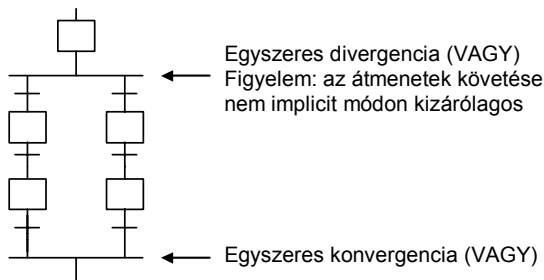 Egyszeres divergencia (VAGY)
Figyelem: az átmenetek követése
nem implicit módon kizárólagos
Egyszeres konvergencia (VAGY)